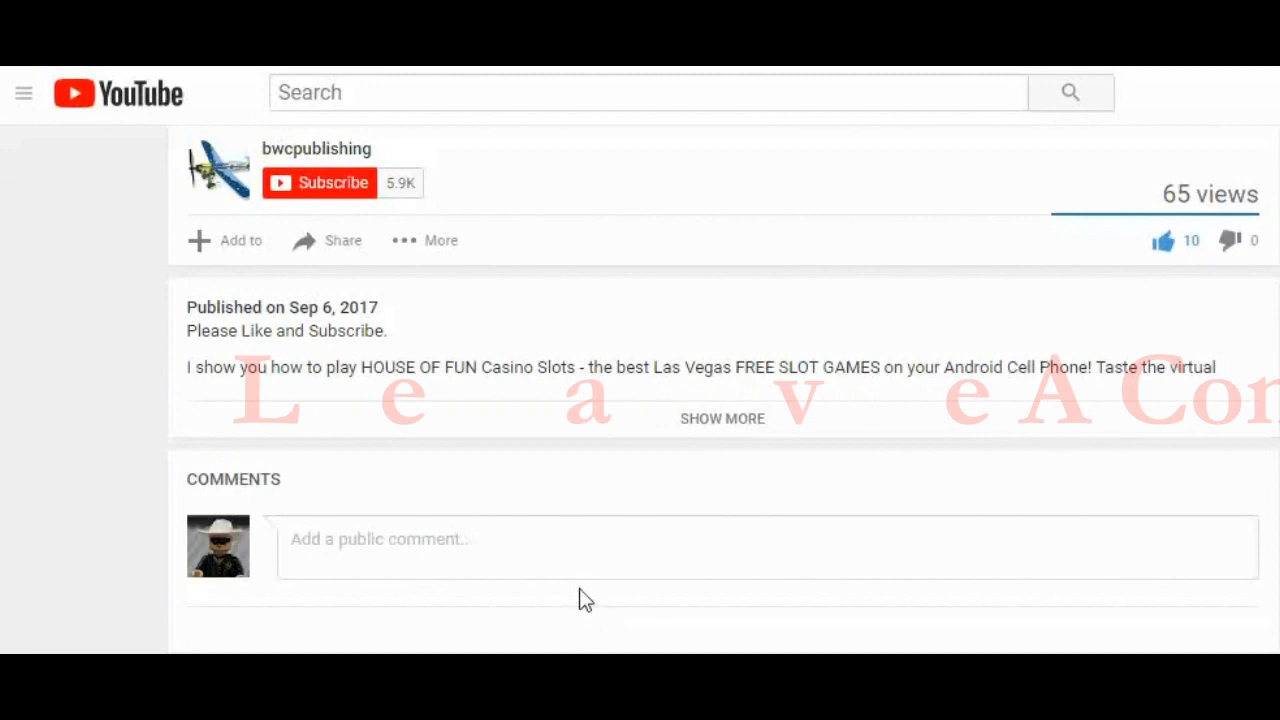 YouTube
Search
bwcpublishing
Subscribe 5.9K
65 views
Add to Share More
10 0
Published on Sep 6, 2017
Please Like and Subscribe.
I show you how to play HOUSE OF FUN Casino Slots - the best Las Vegas FREE SLOT GAMES on your Android Cell Phone! Taste the virtual
L e a v e A Com
SHOW MORE
COMMENTS
Add a public comment...